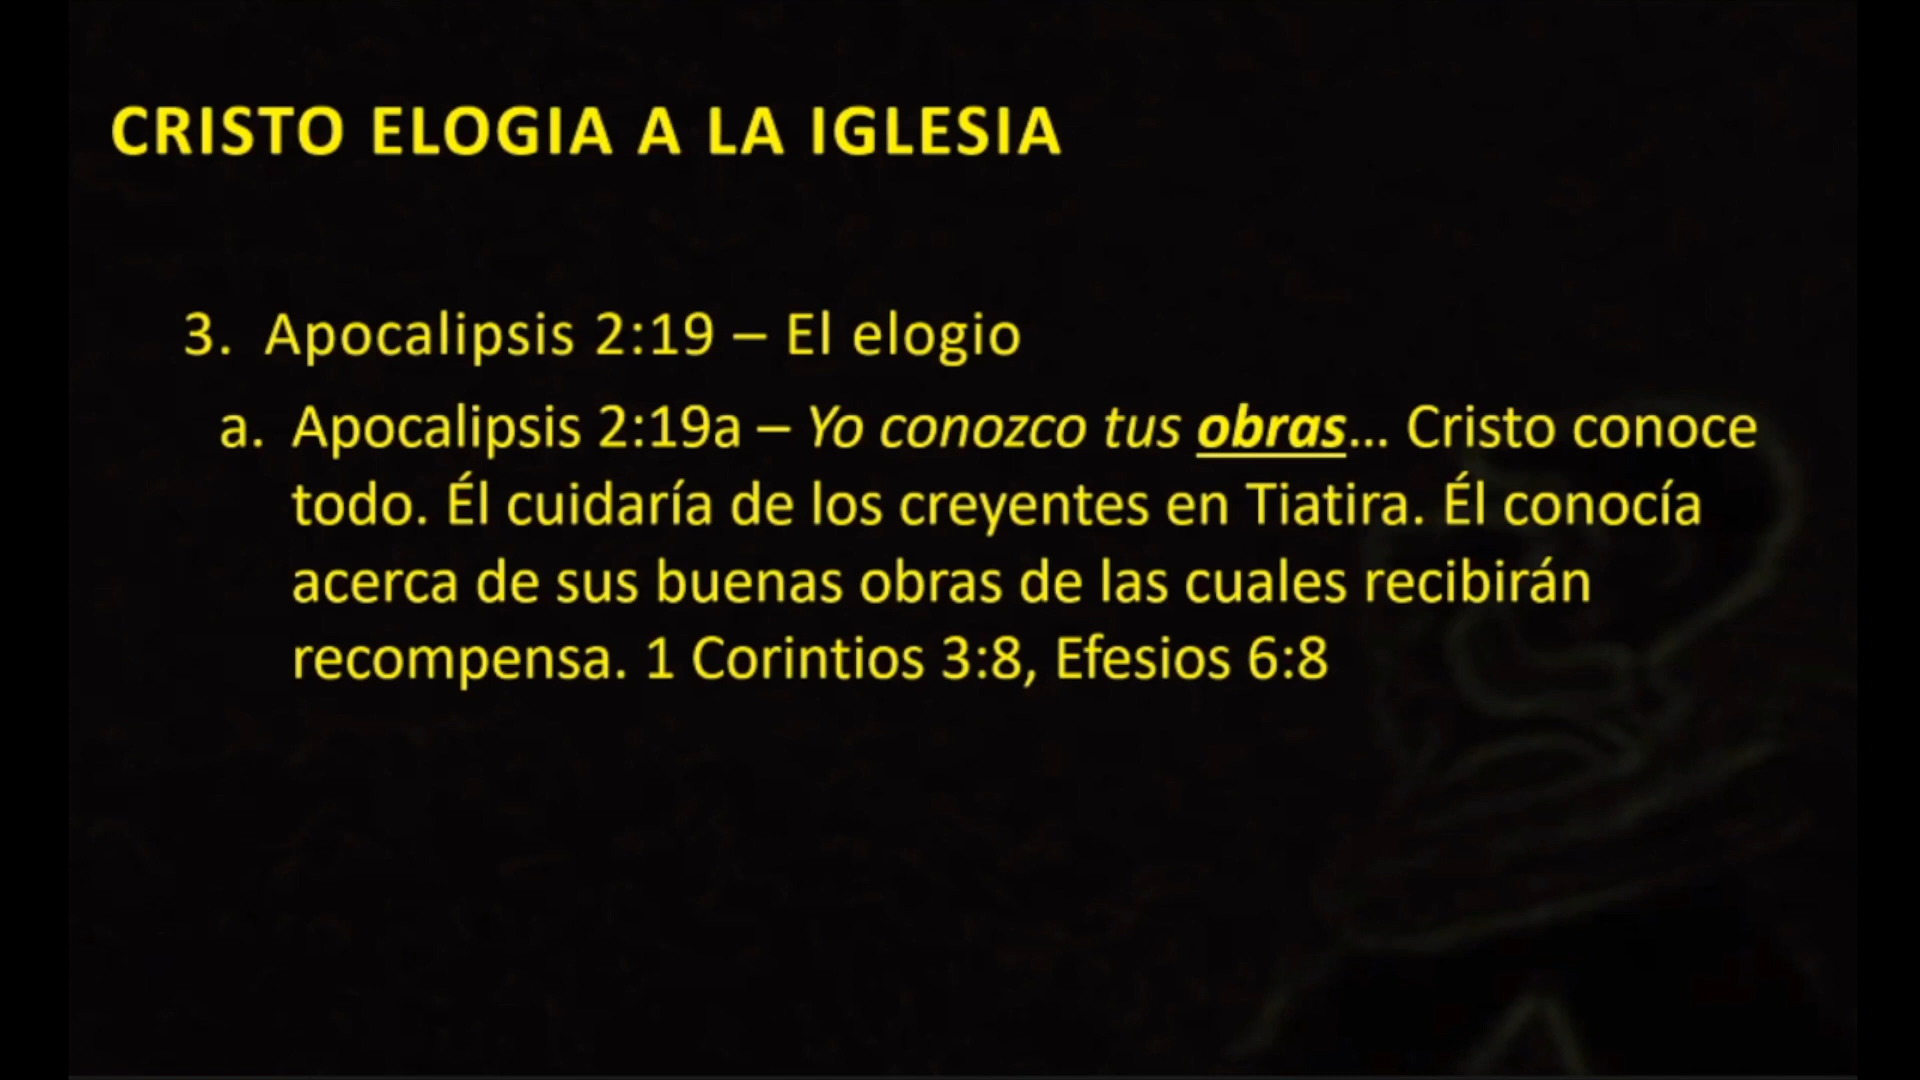 CRISTO ELOGIA A LA IGLESIA
3. Apocalipsis 2:19 – El elogio
a. Apocalipsis 2:19a – Yo conozco tus obras... Cristo conoce
todo. Él cuidaría de los creyentes en Tiatira. Él conocía
acerca de sus buenas obras de las cuales recibirán
recompensa. 1 Corintios 3:8, Efesios 6:8